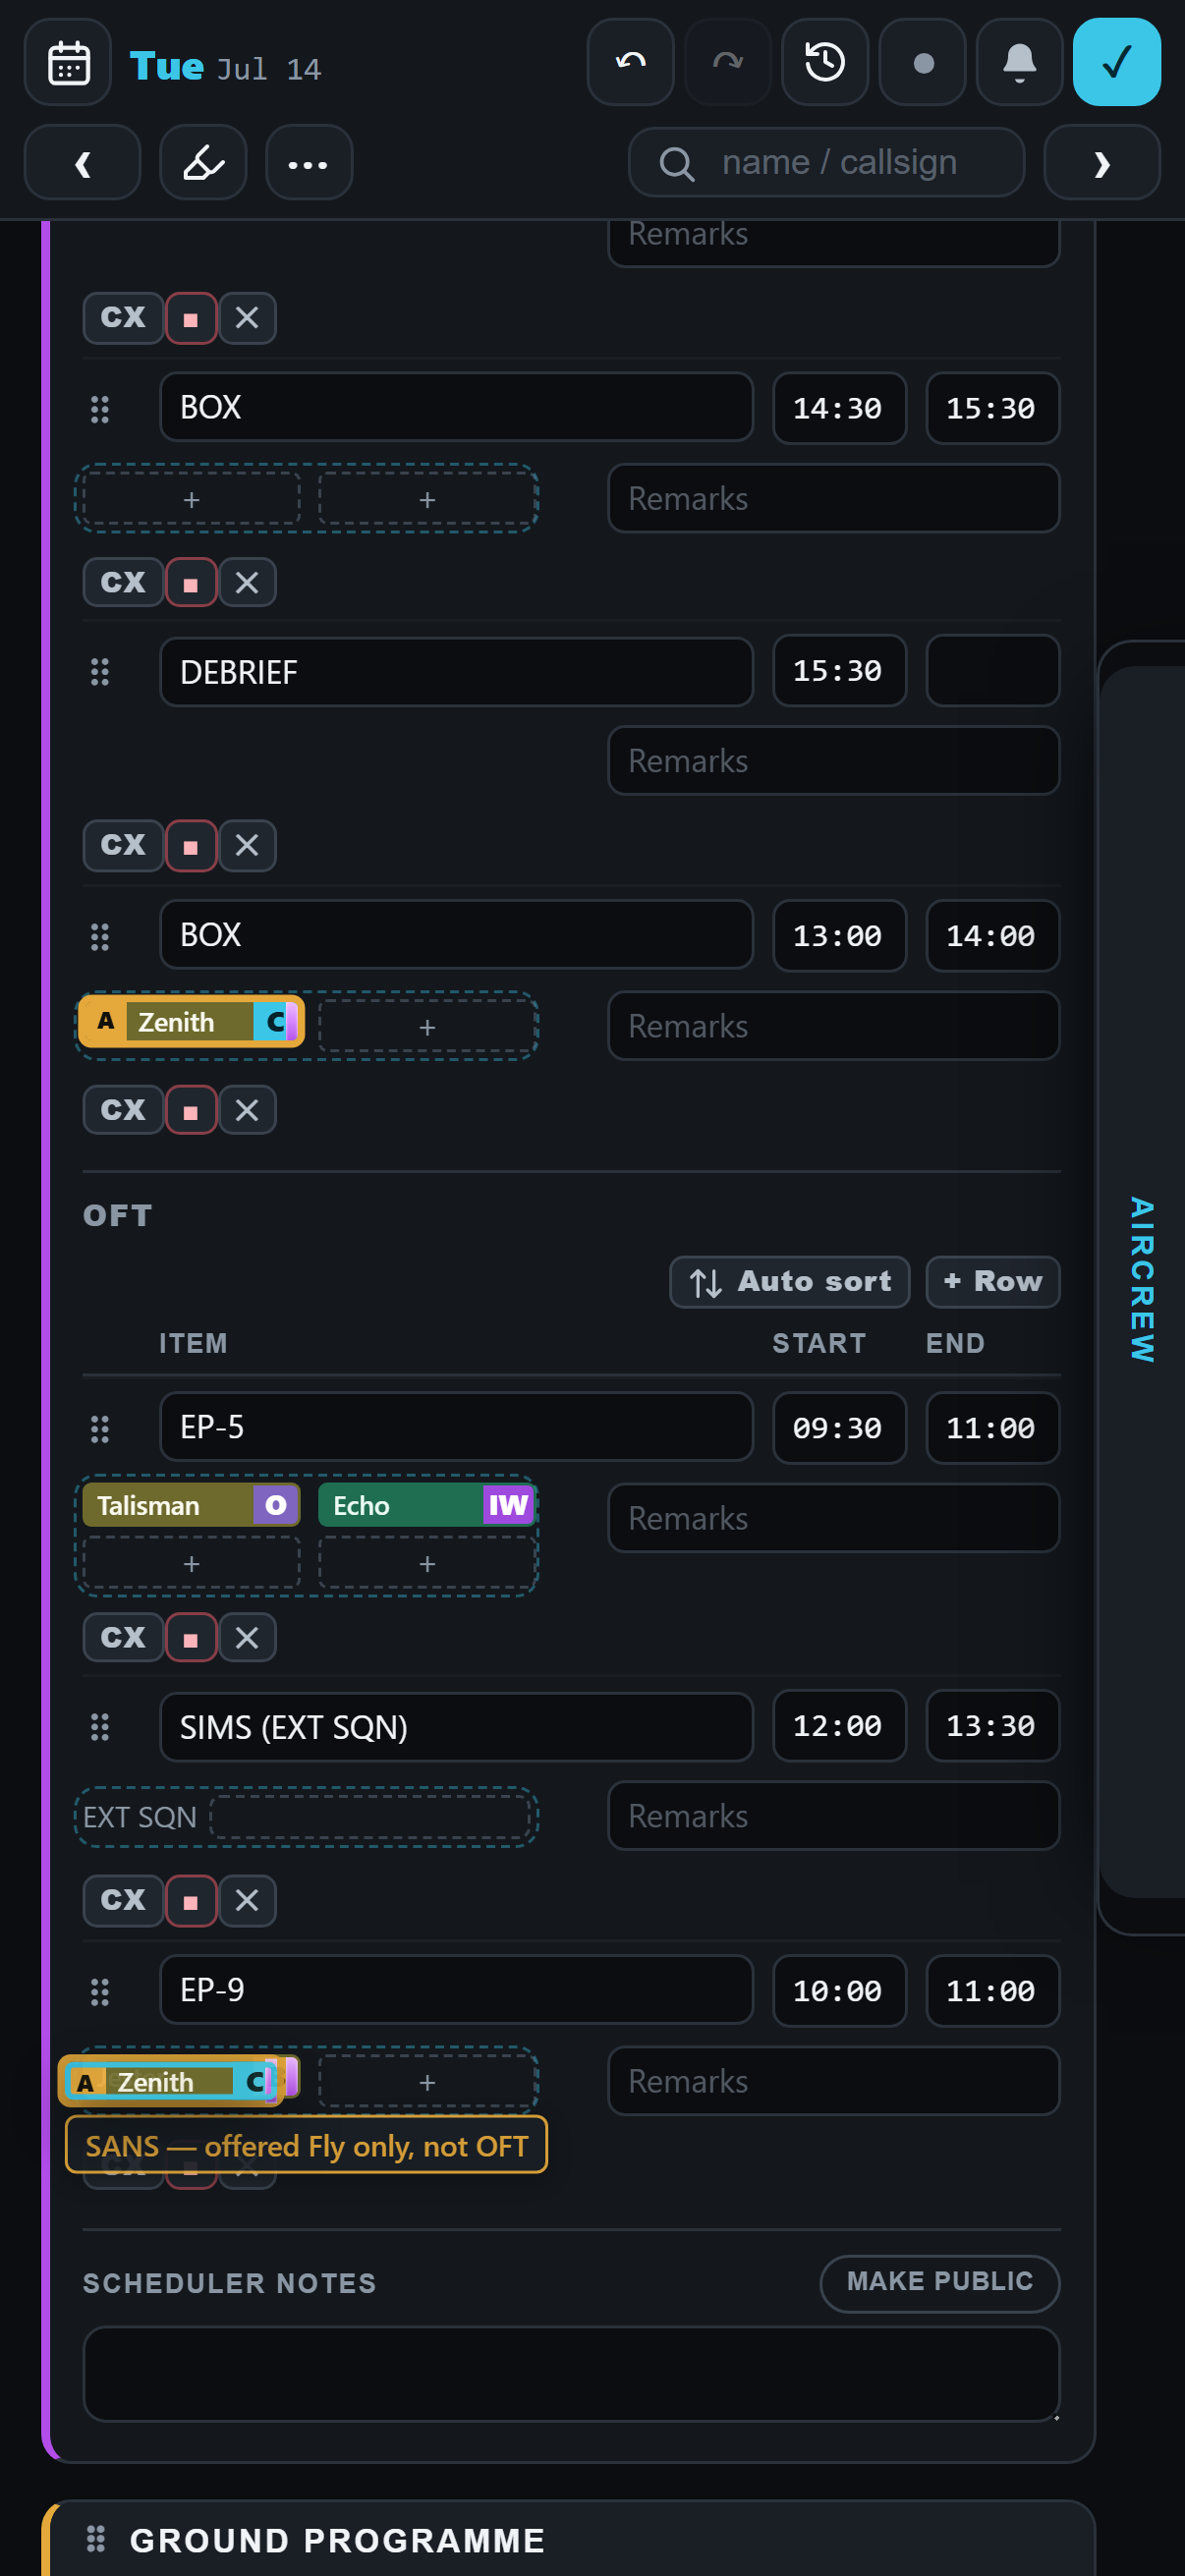 Tue Jul 14
name / callsign
Remarks
CX
BOX 14:30 15:30
+ + Remarks
CX
DEBRIEF 15:30
Remarks
CX
BOX 13:00 14:00
A Zenith C + Remarks
CX
OFT
Auto sort + Row
ITEM START END
EP-5 09:30 11:00
Talisman O Echo IW Remarks
+ +
CX
SIMS (EXT SQN) 12:00 13:30
EXT SQN Remarks
CX
EP-9 10:00 11:00
A Zenith C + Remarks
SANS — offered Fly only, not OFT
CX
SCHEDULER NOTES MAKE PUBLIC
GROUND PROGRAMME
AIRCREW